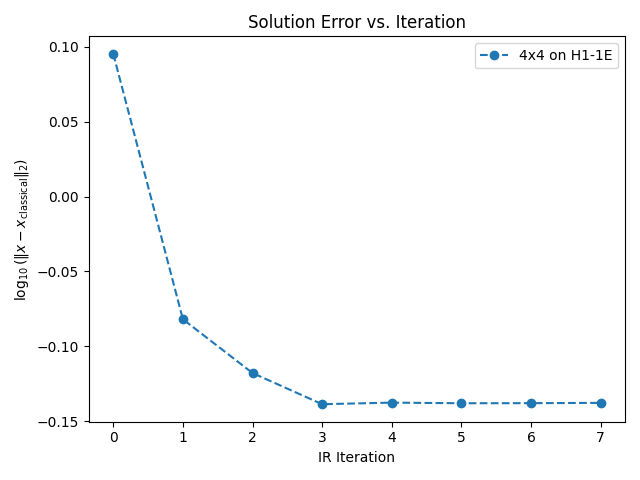 Solution Error vs. Iteration
4x4 on H1-1E
log₁₀ (‖x − x_classical‖₂)
0.10
0.05
0.00
−0.05
−0.10
−0.15
0 1 2 3 4 5 6 7
IR Iteration